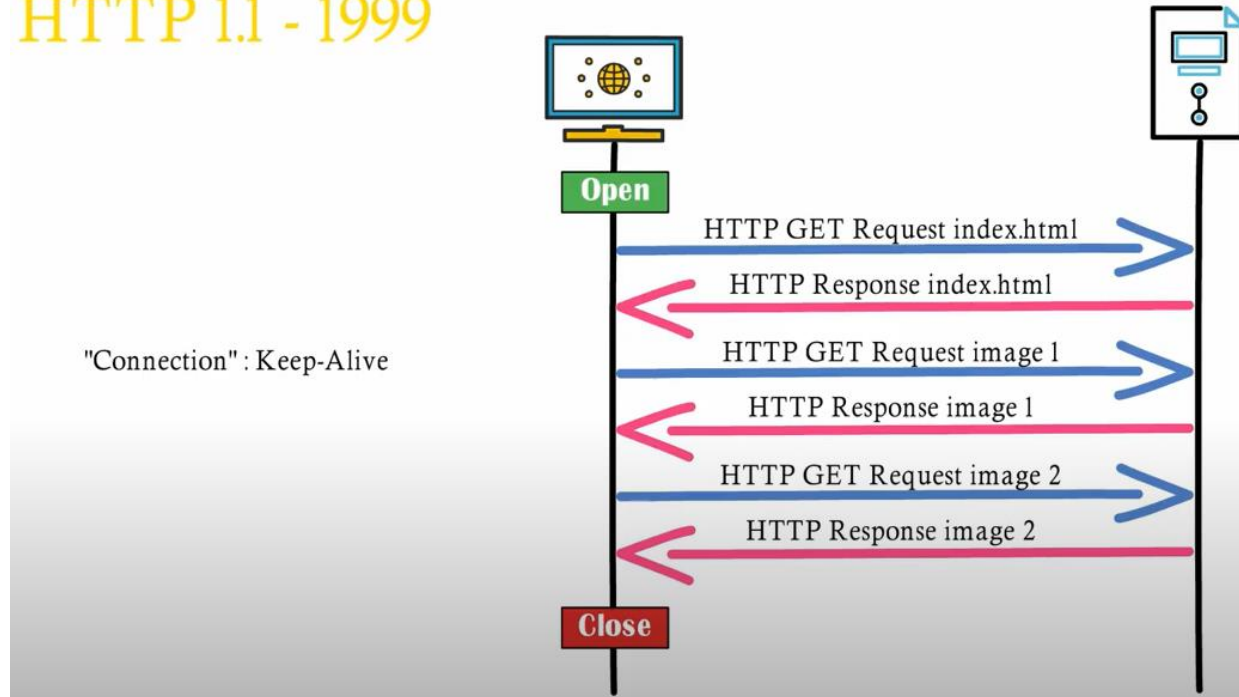 HTTP 1.1 - 1999
Open
HTTP GET Request index.html
HTTP Response index.html
"Connection" : Keep-Alive
HTTP GET Request image 1
HTTP Response image 1
HTTP GET Request image 2
HTTP Response image 2
Close